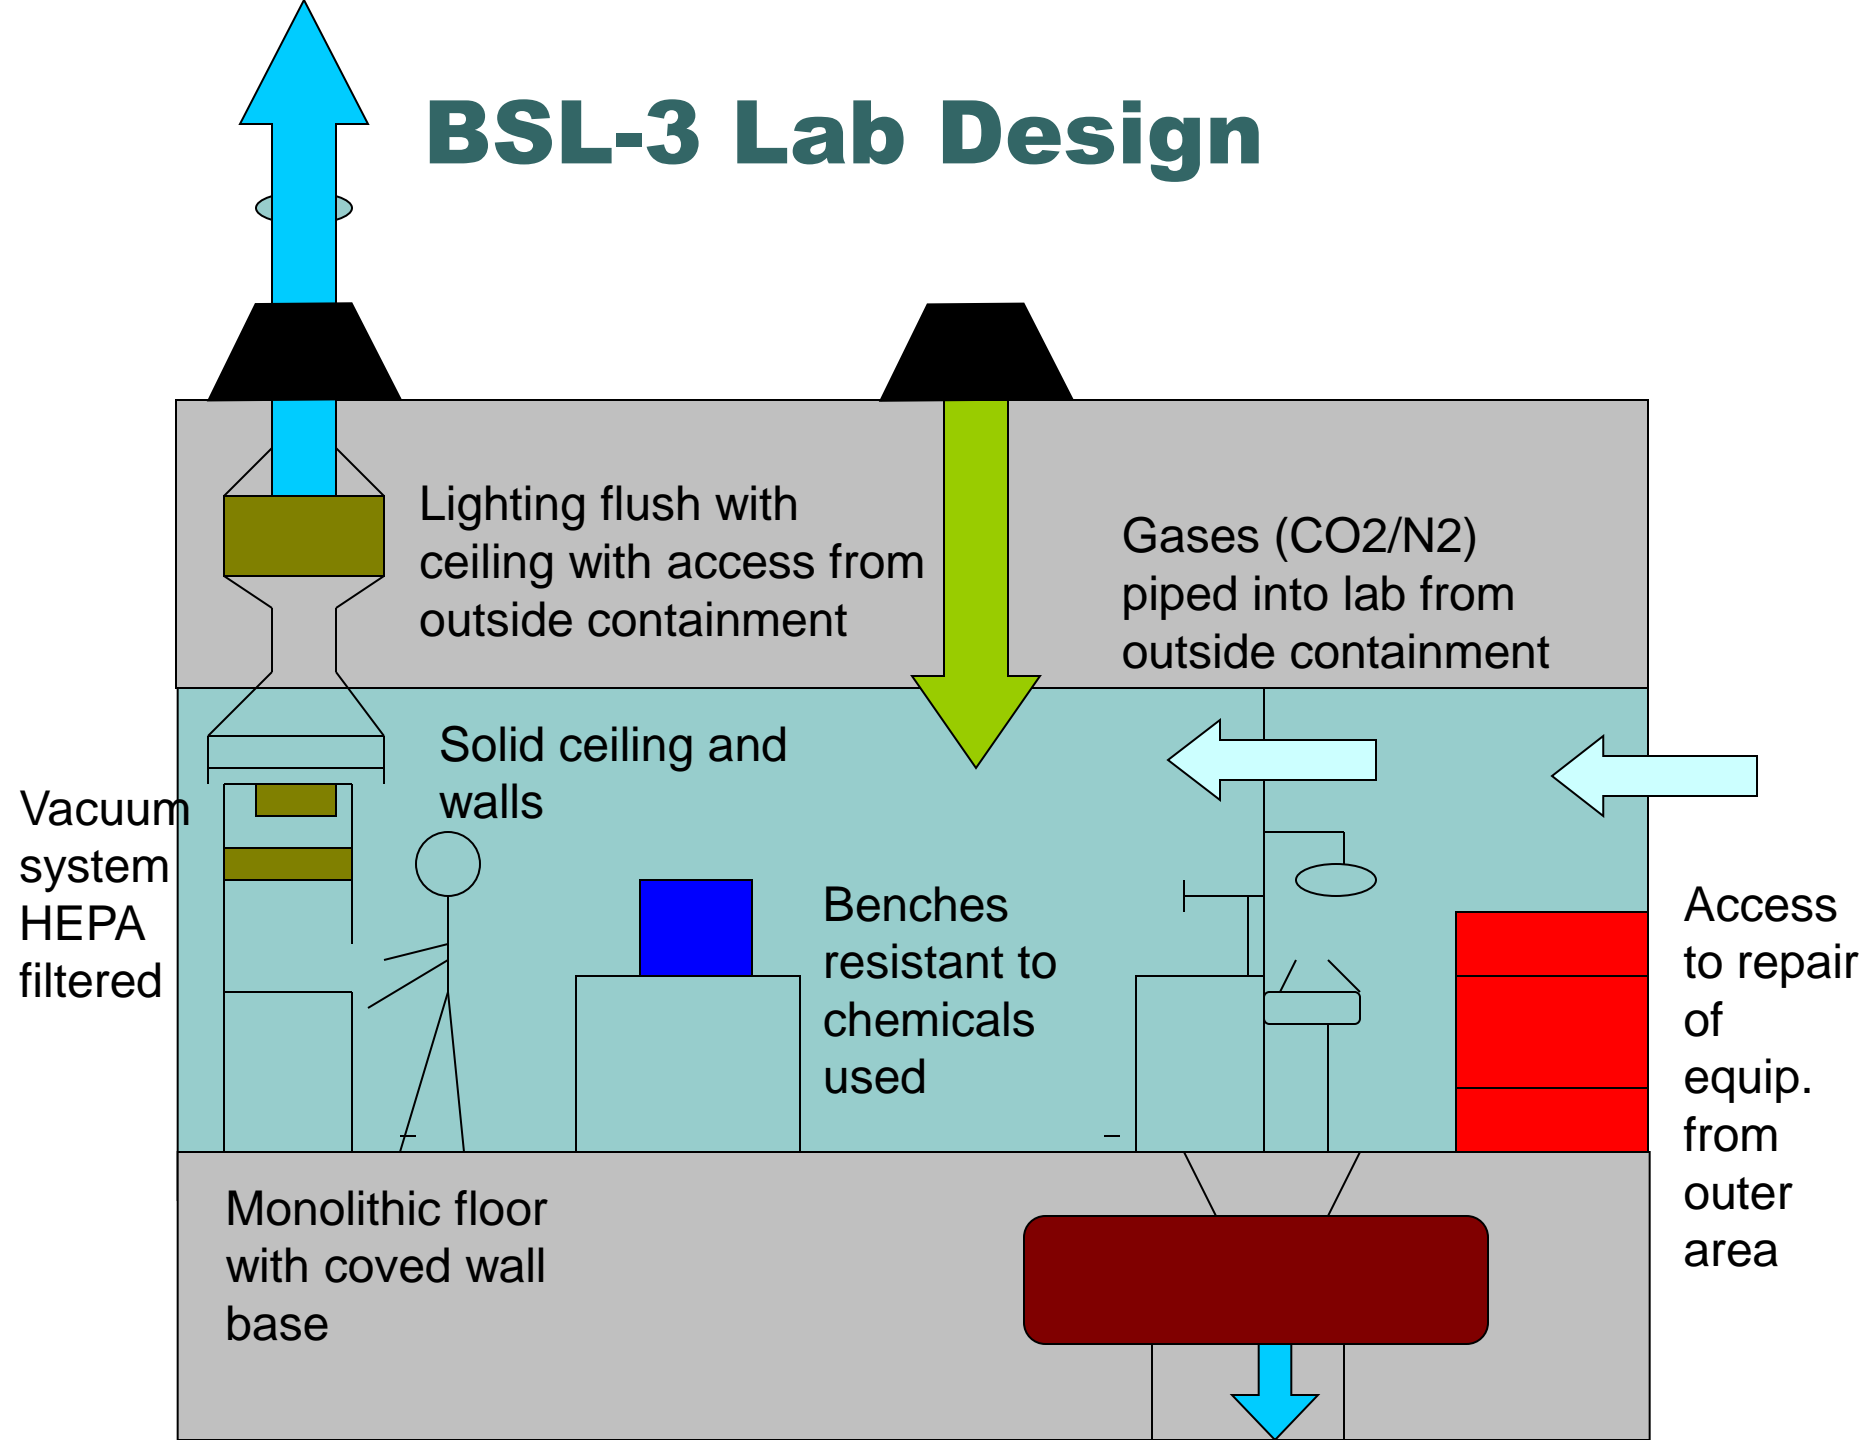 BSL-3 Lab Design
Lighting flush with
ceiling with access from
outside containment
Gases (CO2/N2)
piped into lab from
outside containment
Solid ceiling and
walls
Vacuum
system
HEPA
filtered
Benches
resistant to
chemicals
used
Access
to repair
of
equip.
from
outer
area
Monolithic floor
with coved wall
base